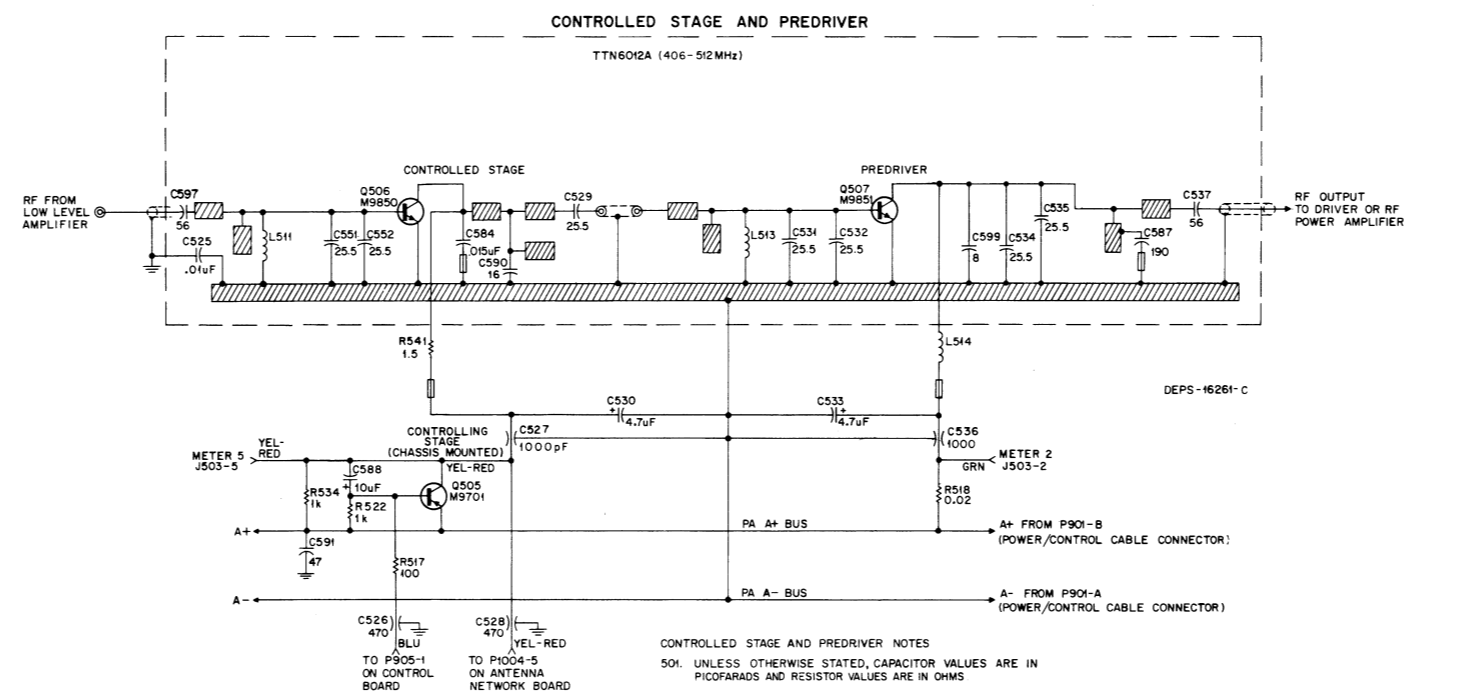 CONTROLLED STAGE AND PREDRIVER
TTN6012A (406-512MHz)
CONTROLLED STAGE
PREDRIVER
RF FROM
LOW LEVEL
AMPLIFIER
C597
56
C525
.01uF
L511
C551
25.5
C552
25.5
Q506
M9850
C584
.015uF
C590
16
C529
25.5
L513
C531
25.5
C532
25.5
Q507
M9851
C599
8
C534
25.5
C535
25.5
C587
190
C537
56
RF OUTPUT
TO DRIVER OR RF
POWER AMPLIFIER
R541
1.5
L514
DEPS-16261-C
C530
+
4.7uF
C533
+
4.7uF
CONTROLLING
STAGE
(CHASSIS MOUNTED)
C527
1000pF
C536
1000
METER 5
J503-5
YEL-
RED
YEL-RED
METER 2
J503-2
GRN
C588
+
10uF
R534
1k
R522
1k
Q505
M9701
R518
0.02
A+
PA A+ BUS
A+ FROM P901-B
(POWER/CONTROL CABLE CONNECTOR)
C591
47
R517
100
A-
PA A- BUS
A- FROM P901-A
(POWER/CONTROL CABLE CONNECTOR)
C526
470
C528
470
BLU
YEL-RED
TO P905-1
ON CONTROL
BOARD
TO P1004-5
ON ANTENNA
NETWORK BOARD
CONTROLLED STAGE AND PREDRIVER NOTES
501. UNLESS OTHERWISE STATED, CAPACITOR VALUES ARE IN
PICOFARADS AND RESISTOR VALUES ARE IN OHMS